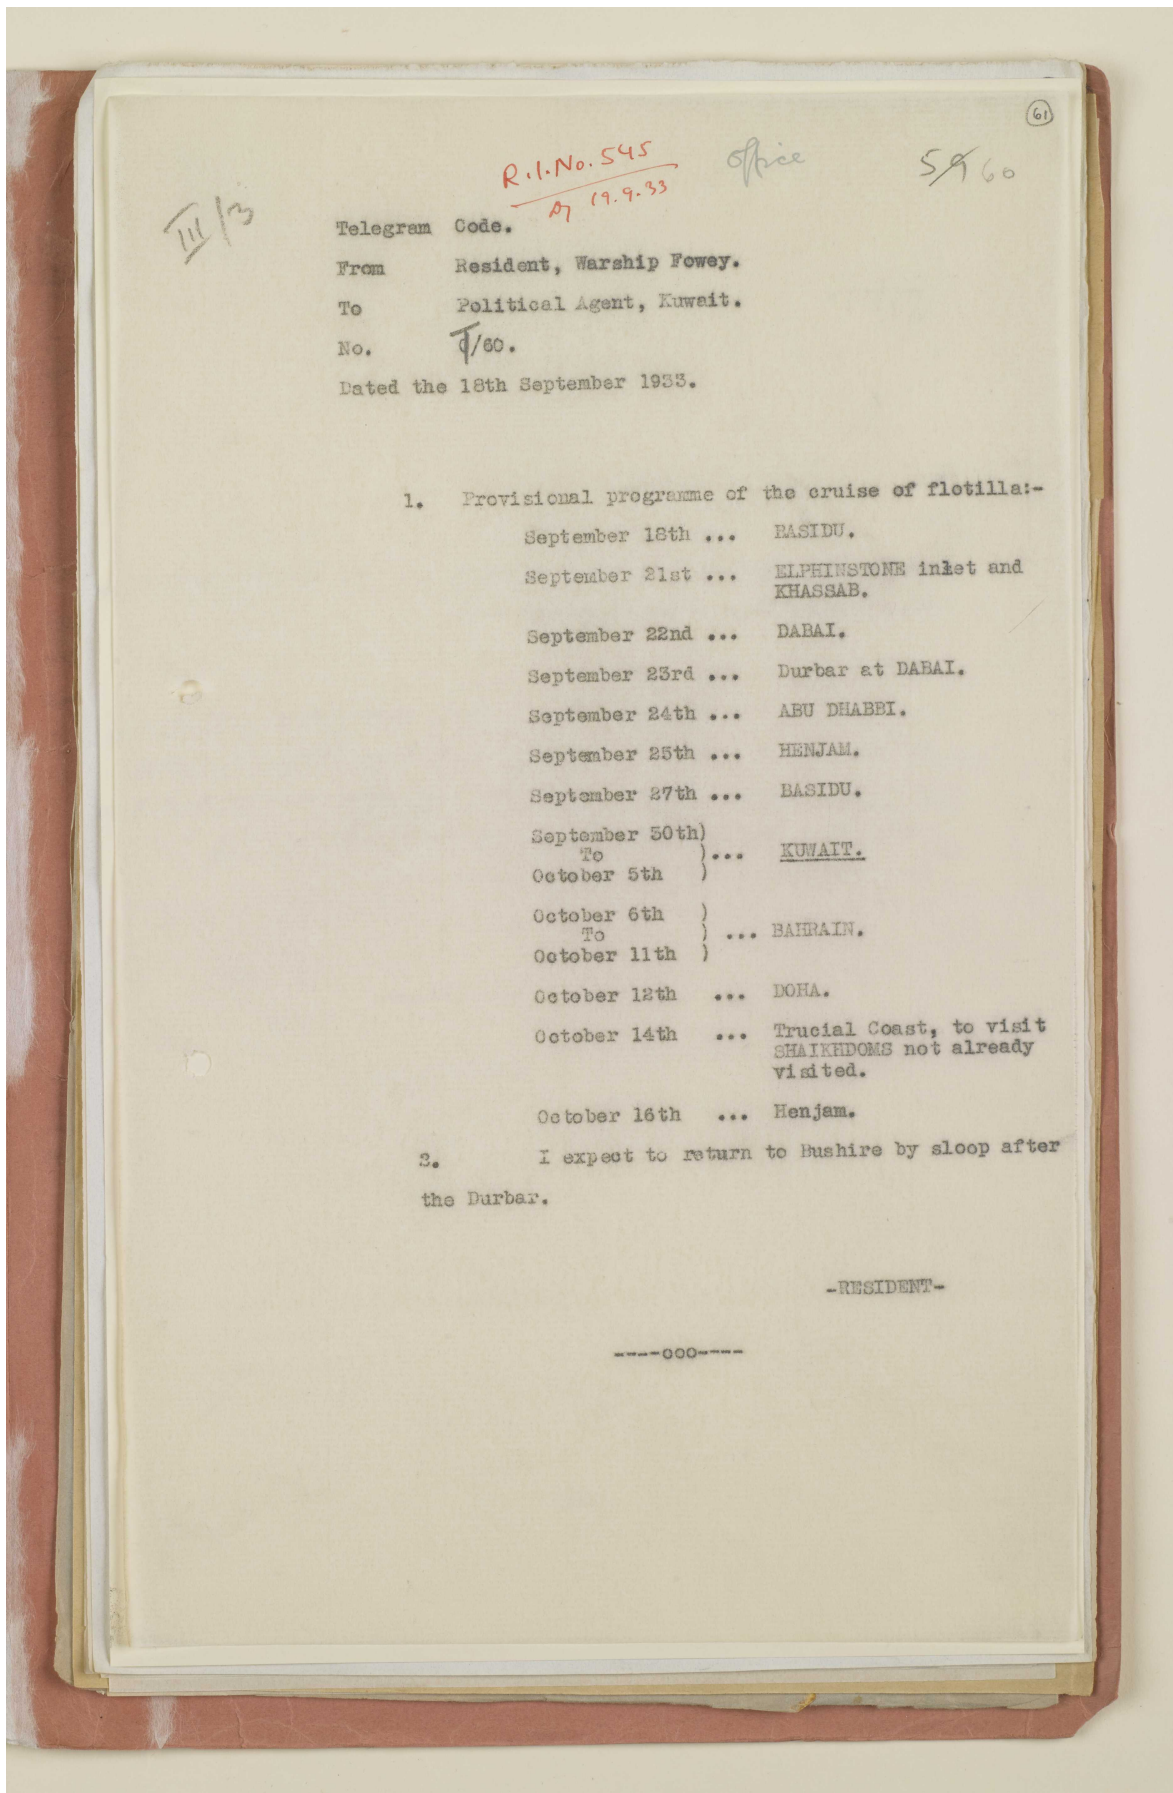 61
R.I.No. 545
19.9.33
office
59 60
III/3
Telegram Code.
From Resident, Warship Fowey.
To Political Agent, Kuwait.
No. T/60.
Dated the 18th September 1933.
1. Provisional programme of the cruise of flotilla:-
September 18th ... BASIDU.
September 21st ... ELPHINSTONE inlet and
KHASSAB.
September 22nd ... DABAI.
September 23rd ... Durbar at DABAI.
September 24th ... ABU DHABBI.
September 25th ... HENJAM.
September 27th ... BASIDU.
September 30th)
To )... KUWAIT.
October 5th )
October 6th )
To ) ... BAHRAIN.
October 11th )
October 12th ... DOHA.
October 14th ... Trucial Coast, to visit
SHAIKHDOMS not already
visited.
October 16th ... Henjam.
2. I expect to return to Bushire by sloop after
the Durbar.
-RESIDENT-
----ooo----